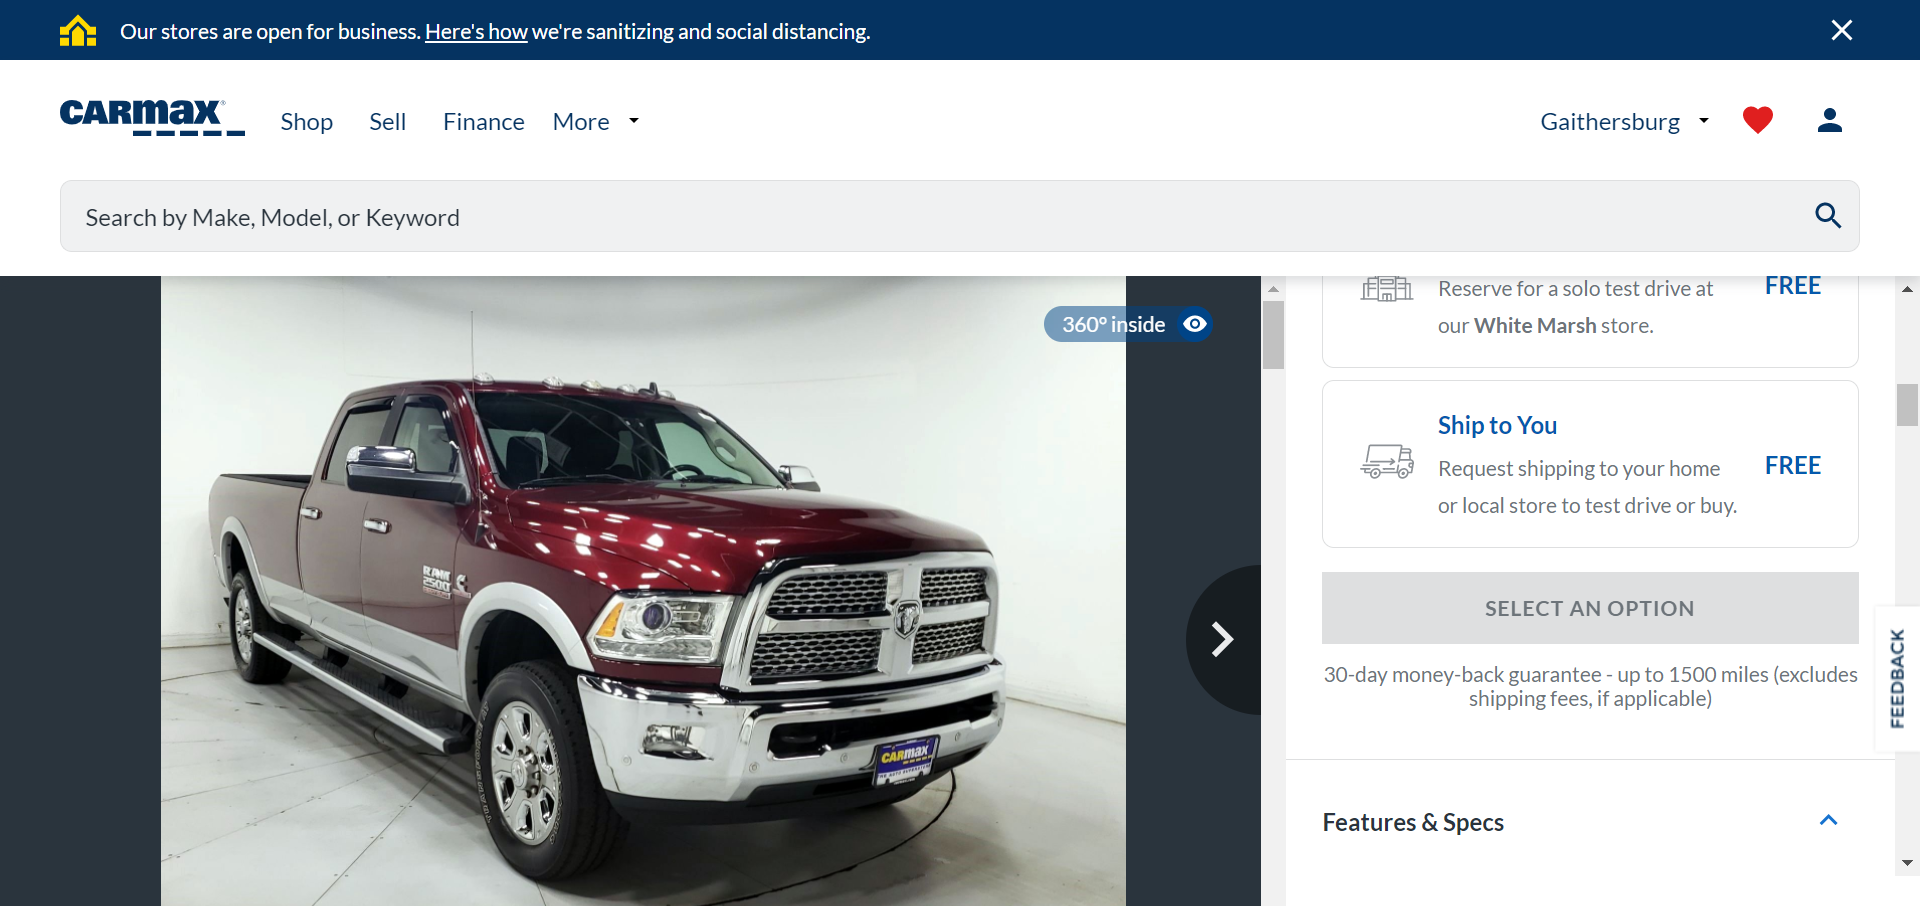 Our stores are open for business. Here's how we're sanitizing and social distancing.
CARMAX
Shop
Sell
Finance
More
Gaithersburg
Search by Make, Model, or Keyword
360° inside
Reserve for a solo test drive at
our White Marsh store.
FREE
Ship to You
Request shipping to your home
or local store to test drive or buy.
FREE
SELECT AN OPTION
30-day money-back guarantee - up to 1500 miles (excludes
shipping fees, if applicable)
FEEDBACK
Features & Specs
RAM
2500
CARMAX